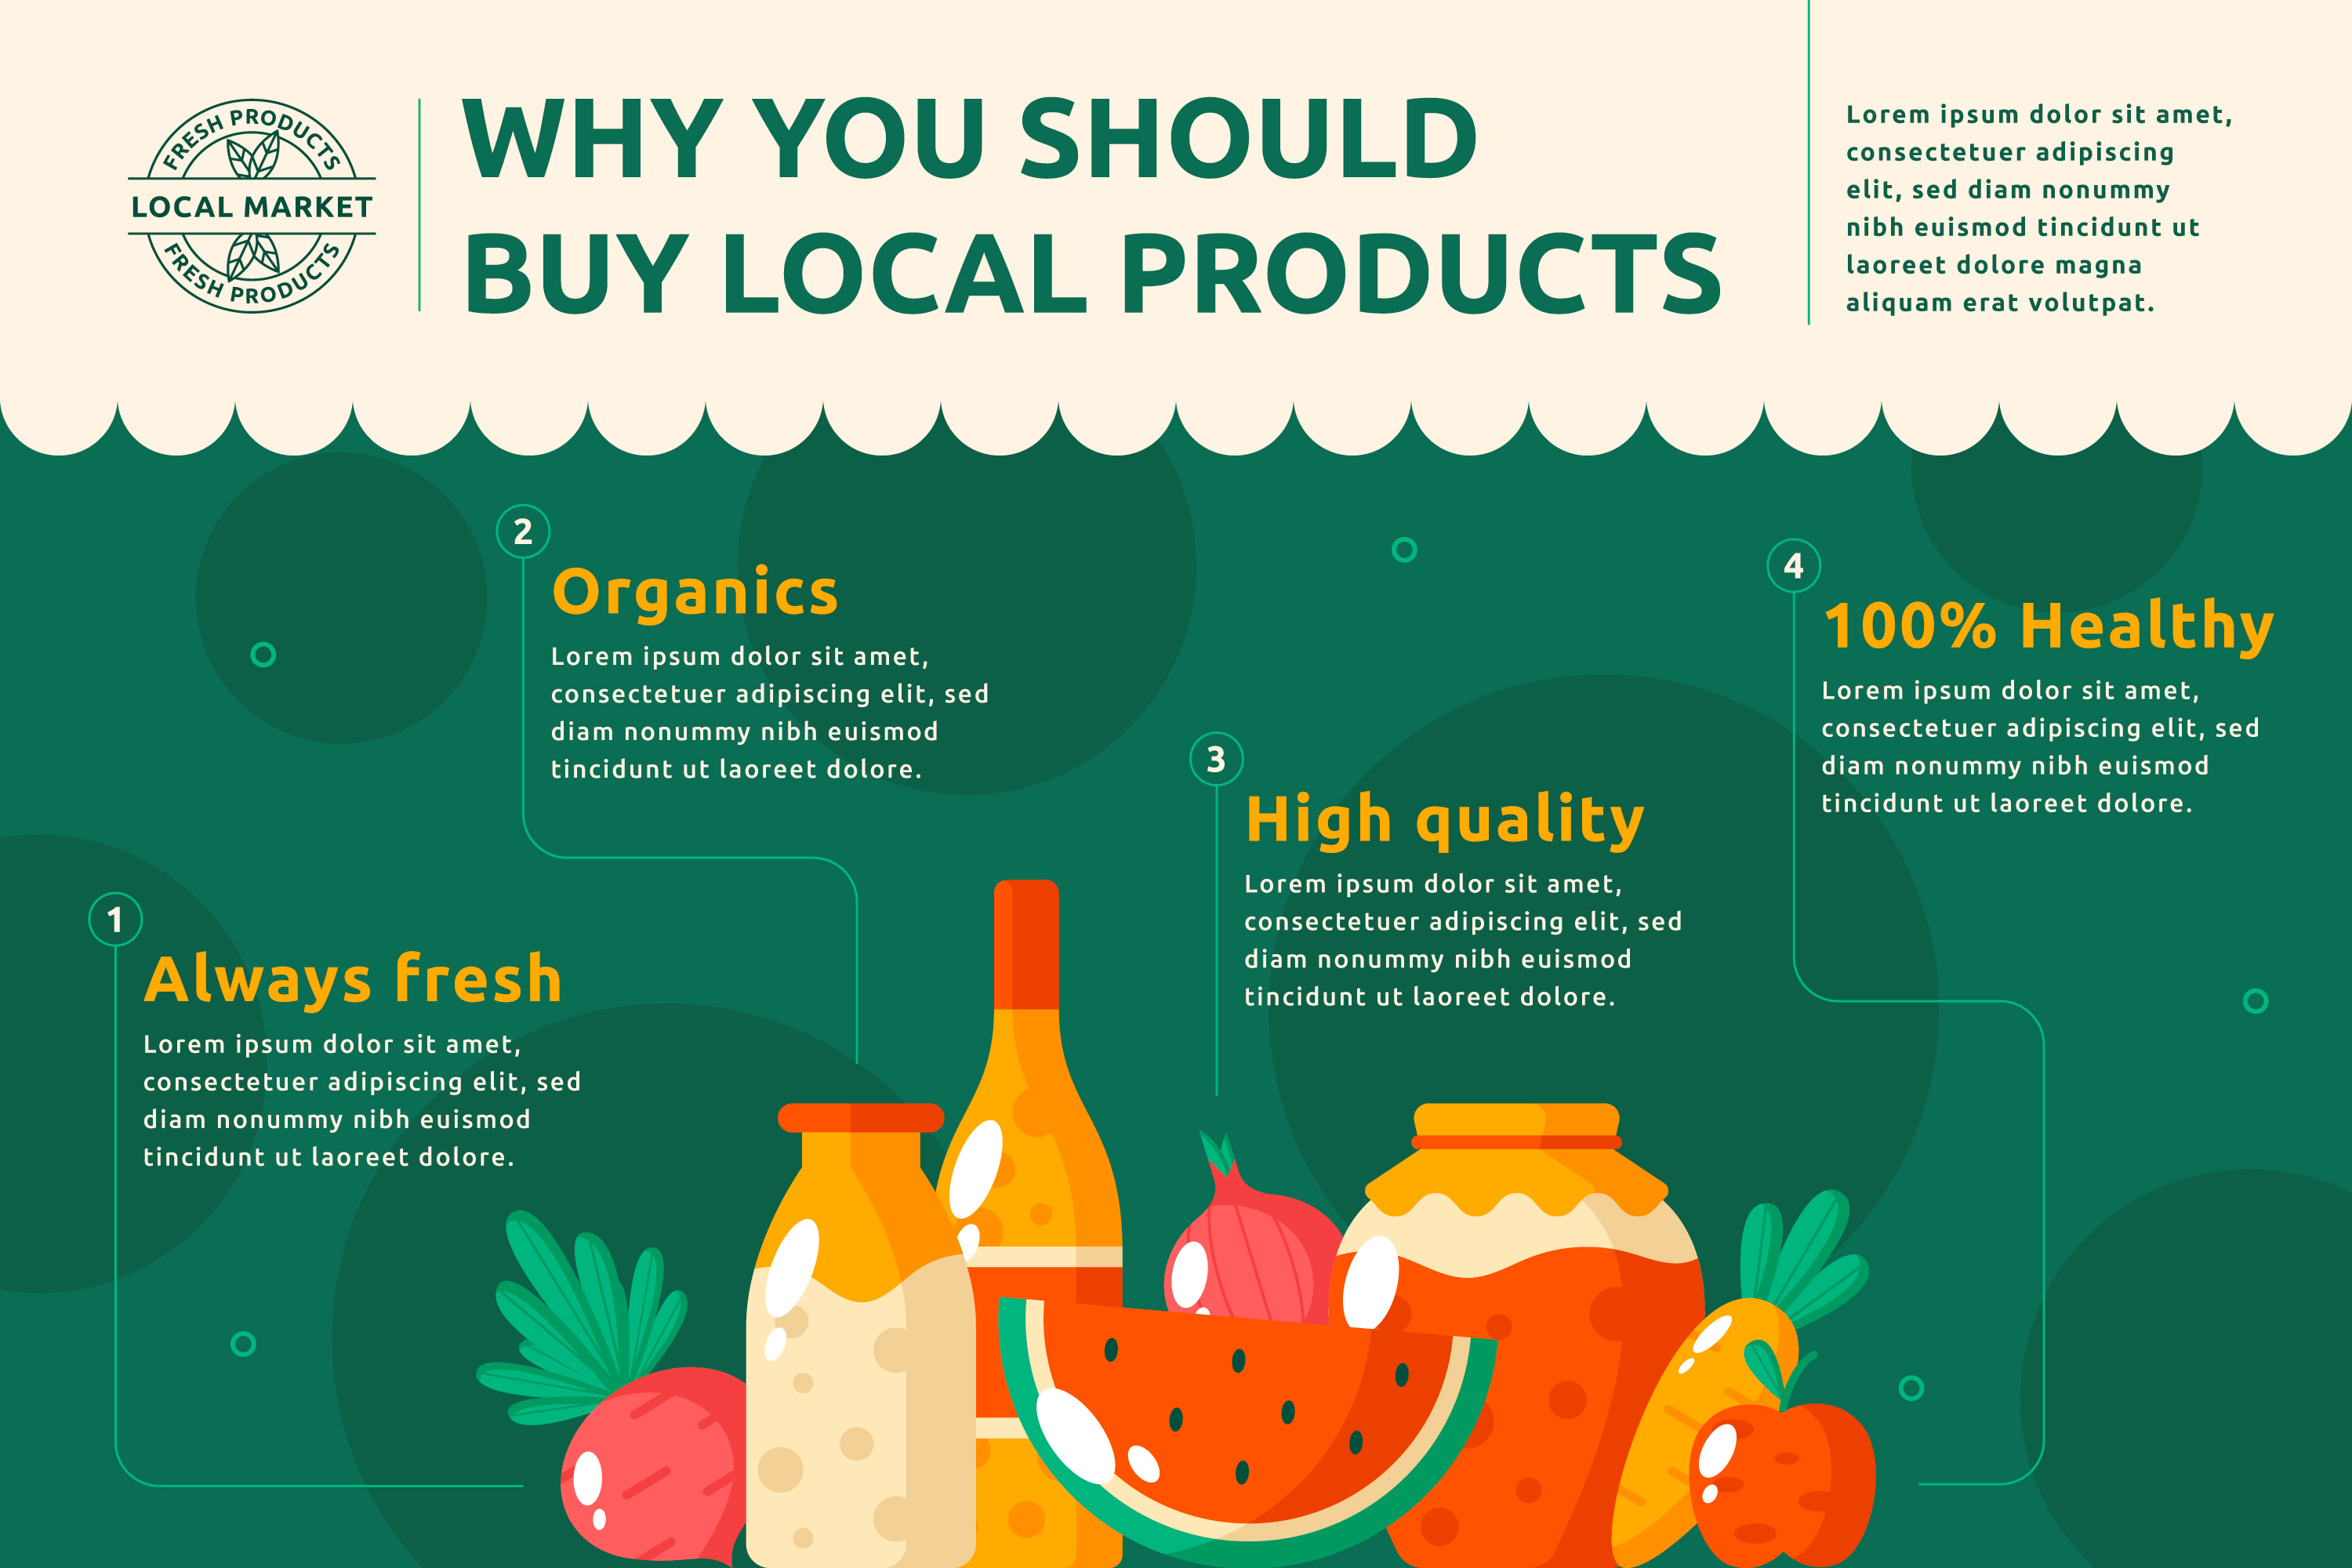 FRESH PRODUCTS
LOCAL MARKET
FRESH PRODUCTS
WHY YOU SHOULD
BUY LOCAL PRODUCTS
Lorem ipsum dolor sit amet,
consectetuer adipiscing
elit, sed diam nonummy
nibh euismod tincidunt ut
laoreet dolore magna
aliquam erat volutpat.
1
Always fresh
Lorem ipsum dolor sit amet,
consectetuer adipiscing elit, sed
diam nonummy nibh euismod
tincidunt ut laoreet dolore.
2
Organics
Lorem ipsum dolor sit amet,
consectetuer adipiscing elit, sed
diam nonummy nibh euismod
tincidunt ut laoreet dolore.
3
High quality
Lorem ipsum dolor sit amet,
consectetuer adipiscing elit, sed
diam nonummy nibh euismod
tincidunt ut laoreet dolore.
4
100% Healthy
Lorem ipsum dolor sit amet,
consectetuer adipiscing elit, sed
diam nonummy nibh euismod
tincidunt ut laoreet dolore.